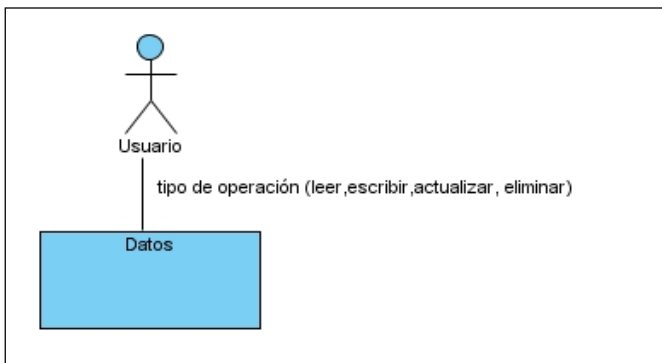 Usuario
tipo de operación (leer,escribir,actualizar, eliminar)
Datos